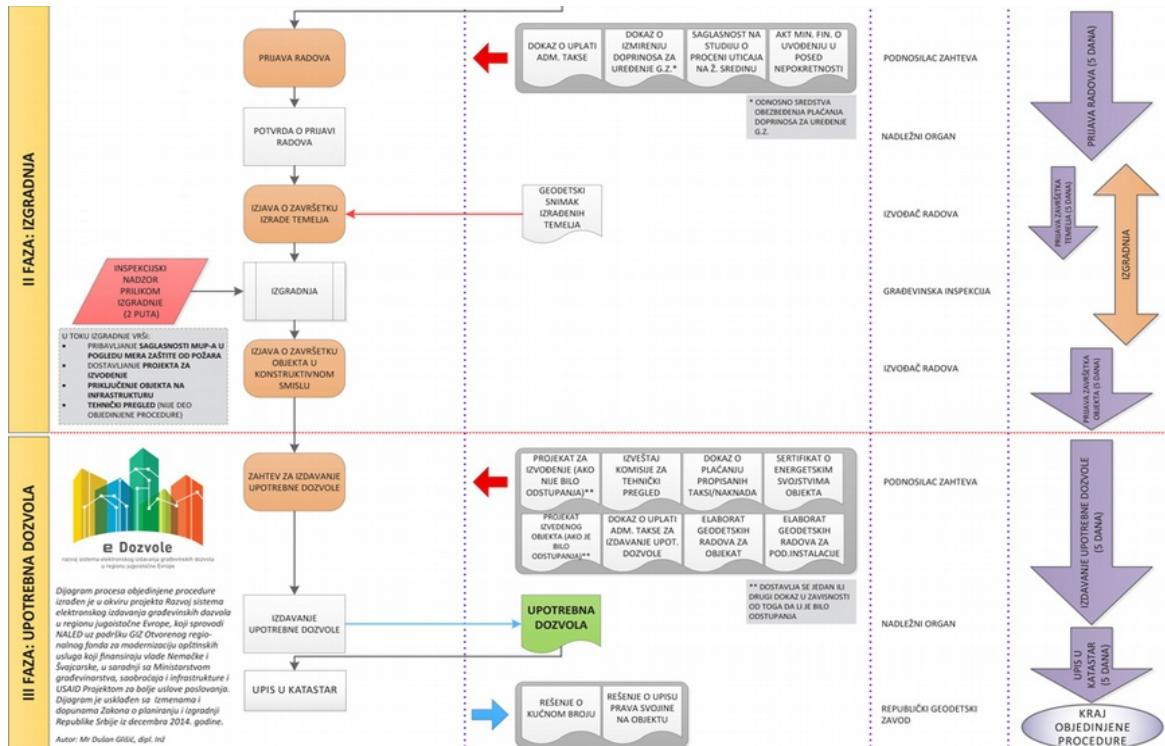 II FAZA: IZGRADNJA
PRIJAVA RADOVA
DOKAZ O UPLATI
ADM. TAKSE
DOKAZ O
IZMIRENJU
DOPRINOSA ZA
UREĐENJE G.Z.*
SAGLASNOST NA
STUDIJU O
PROCENI UTICAJA
NA Ž. SREDINU
AKT MIN. FIN. O
UVOĐENJU U
POSED
NEPOKRETNOSTI
PODNOSILAC ZAHTEVA
PRIJAVA RADOVA (5 DANA)
* ODNOSNO SREDSTVA
OBEZBEĐENJA PLAĆANJA
DOPRINOSA ZA UREĐENJE
G.Z.
POTVRDA O PRIJAVI
RADOVA
NADLEŽNI ORGAN
IZJAVA O ZAVRŠETKU
IZRADE TEMELJA
GEODETSKI
SNIMAK
IZRAĐENIH
TEMELJA
IZVOĐAČ RADOVA
PRIJAVA ZAVRŠETKA
TEMELJA (5 DANA)
IZGRADNJA
INSPEKCIJSKI
NADZOR
PRILIKOM
IZGRADNJE
(2 PUTA)
IZGRADNJA
GRAĐEVINSKA INSPEKCIJA
U TOKU IZGRADNJE VRŠI:
• PRIBAVLJANJE SAGLASNOSTI MUP-A U
POGLEDU MERA ZAŠTITE OD POŽARA
• DOSTAVLJANJE PROJEKTA ZA
IZVOĐENJE
• PRIKLJUČENJE OBJEKTA NA
INFRASTRUKTURU
• TEHNIČKI PREGLED (NIJE DEO
OBJEDINJENE PROCEDURE)
IZJAVA O ZAVRŠETKU
OBJEKTA U
KONSTRUKTIVNOM
SMISLU
IZVOĐAČ RADOVA
PRIJAVA ZAVRŠETKA
OBJEKTA (5 DANA)
III FAZA: UPOTREBNA DOZVOLA
e Dozvole
razvoj sistema elektronskog izdavanja građevinskih dozvola
u regionu jugoistočne Evrope
ZAHTEV ZA IZDAVANJE
UPOTREBNE DOZVOLE
PROJEKAT ZA
IZVOĐENJE (AKO
NIJE BILO
ODSTUPANJA)**
IZVEŠTAJ
KOMISIJE ZA
TEHNIČKI
PREGLED
DOKAZ O
PLAĆANJU
PROPISANIH
TAKSI/NAKNADA
SERTIFIKAT O
ENERGETSKIM
SVOJSTVIMA
OBJEKTA
PROJEKAT
IZVEDENOG
OBJEKTA (AKO JE
BILO
ODSTUPANJA)**
DOKAZ O UPLATI
ADM. TAKSE ZA
IZDAVANJE UPOT.
DOZVOLE
ELABORAT
GEODETSKIH
RADOVA ZA
OBJEKAT
ELABORAT
GEODETSKIH
RADOVA ZA
POD.INSTALACIJE
PODNOSILAC ZAHTEVA
IZDAVANJE UPOTREBNE DOZVOLE
(5 DANA)
** DOSTAVLJA SE JEDAN ILI
DRUGI DOKAZ U ZAVISNOSTI
OD TOGA DA LI JE BILO
ODSTUPANJA
Dijagram procesa objedinjene procedure
izrađen je u okviru projekta Razvoj sistema
elektronskog izdavanja građevinskih dozvola
u regionu jugoistočne Evrope, koji sprovodi
NALED uz podršku GIZ Otvorenog regio-
nalnog fonda za modernizaciju opštinskih
usluga koji finansiraju vlade Nemačke i
Švajcarske, u saradnji sa Ministarstvom
građevinarstva, saobraćaja i infrastrukture i
USAID Projektom za bolje uslove poslovanja.
Dijagram je usklađen sa Izmenama i
dopunama Zakona o planiranju i izgradnji
Republike Srbije iz decembra 2014. godine.
Autor: Mr Dušan Glišić, dipl. Inž
IZDAVANJE
UPOTREBNE DOZVOLE
UPOTREBNA
DOZVOLA
NADLEŽNI ORGAN
UPIS U KATASTAR
UPIS U
KATASTAR
(5 DANA)
REŠENJE O
KUĆNOM BROJU
REŠENJE O UPISU
PRAVA SVOJINE
NA OBJEKTU
REPUBLIČKI GEODETSKI
ZAVOD
KRAJ
OBJEDINJENE
PROCEDURE